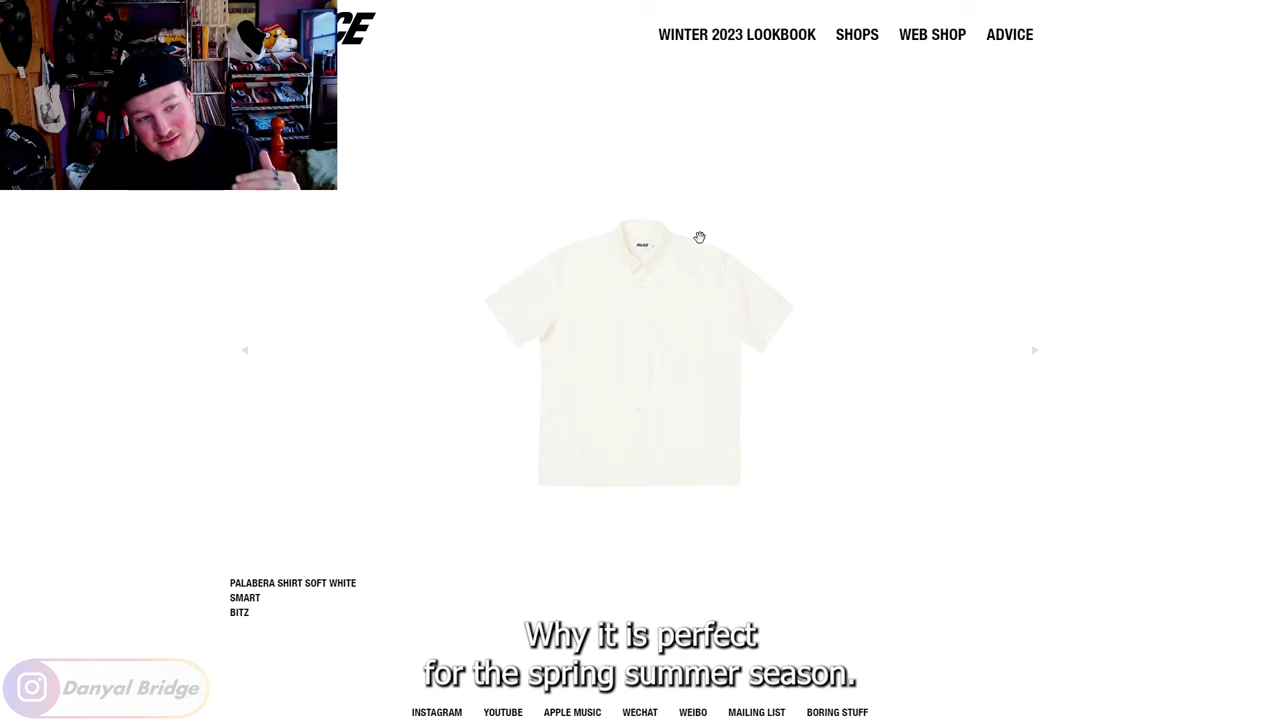 WINTER 2023 LOOKBOOK SHOPS WEB SHOP ADVICE
PALACE
PALABERA SHIRT SOFT WHITE
SMART
BITZ
Why it is perfect
for the spring summer season.
Danyal Bridge
INSTAGRAM YOUTUBE APPLE MUSIC WECHAT WEIBO MAILING LIST BORING STUFF